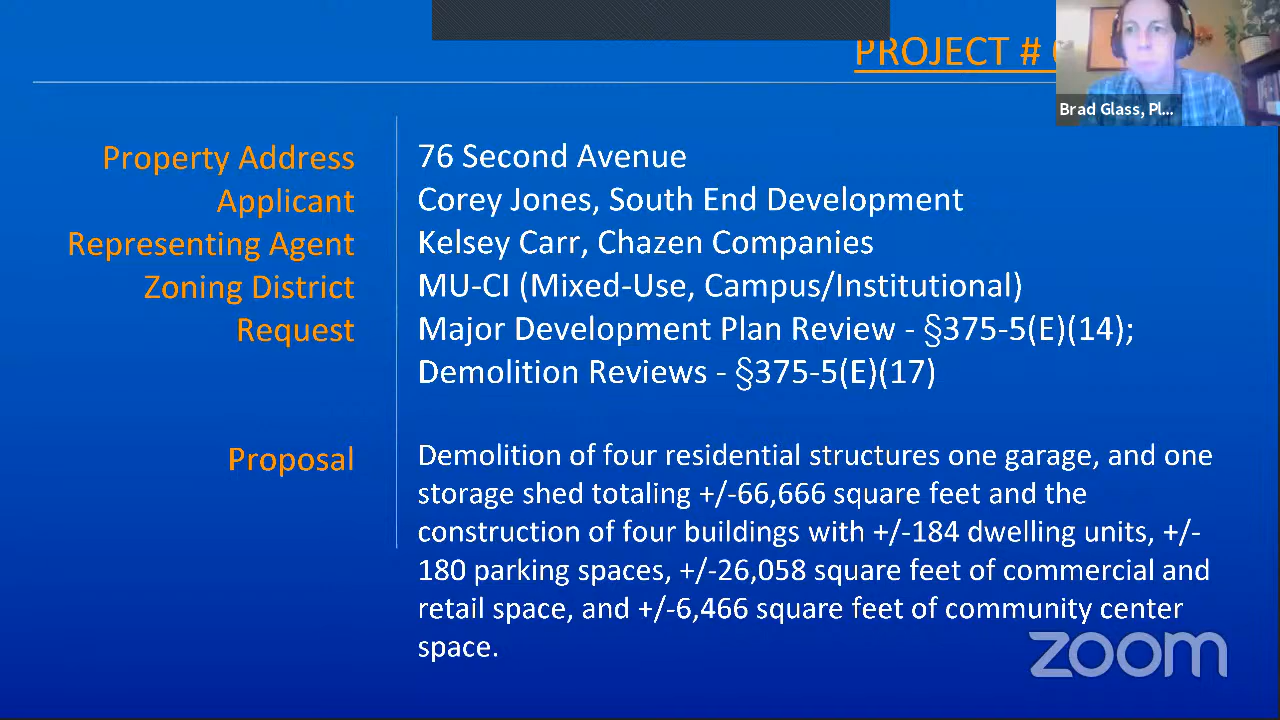 PROJECT #
Brad Glass, Pl...
Property Address
76 Second Avenue
Applicant
Corey Jones, South End Development
Representing Agent
Kelsey Carr, Chazen Companies
Zoning District
MU-CI (Mixed-Use, Campus/Institutional)
Request
Major Development Plan Review - §375-5(E)(14);
Demolition Reviews - §375-5(E)(17)
Proposal
Demolition of four residential structures one garage, and one
storage shed totaling +/-66,666 square feet and the
construction of four buildings with +/-184 dwelling units, +/-
180 parking spaces, +/-26,058 square feet of commercial and
retail space, and +/-6,466 square feet of community center
space.
zoom